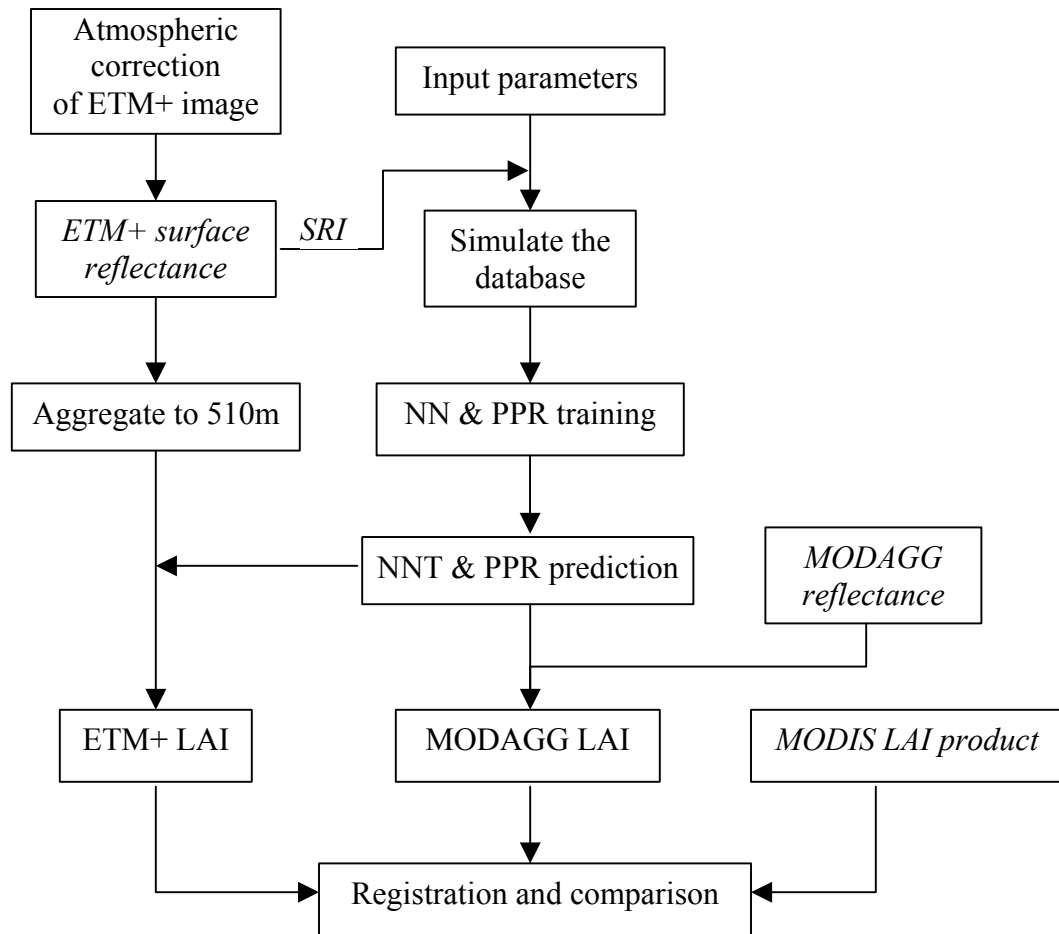 Atmospheric
correction
of ETM+ image
Input parameters
ETM+ surface
reflectance
SRI
Simulate the
database
Aggregate to 510m
NN & PPR training
NNT & PPR prediction
MODAGG
reflectance
ETM+ LAI
MODAGG LAI
MODIS LAI product
Registration and comparison